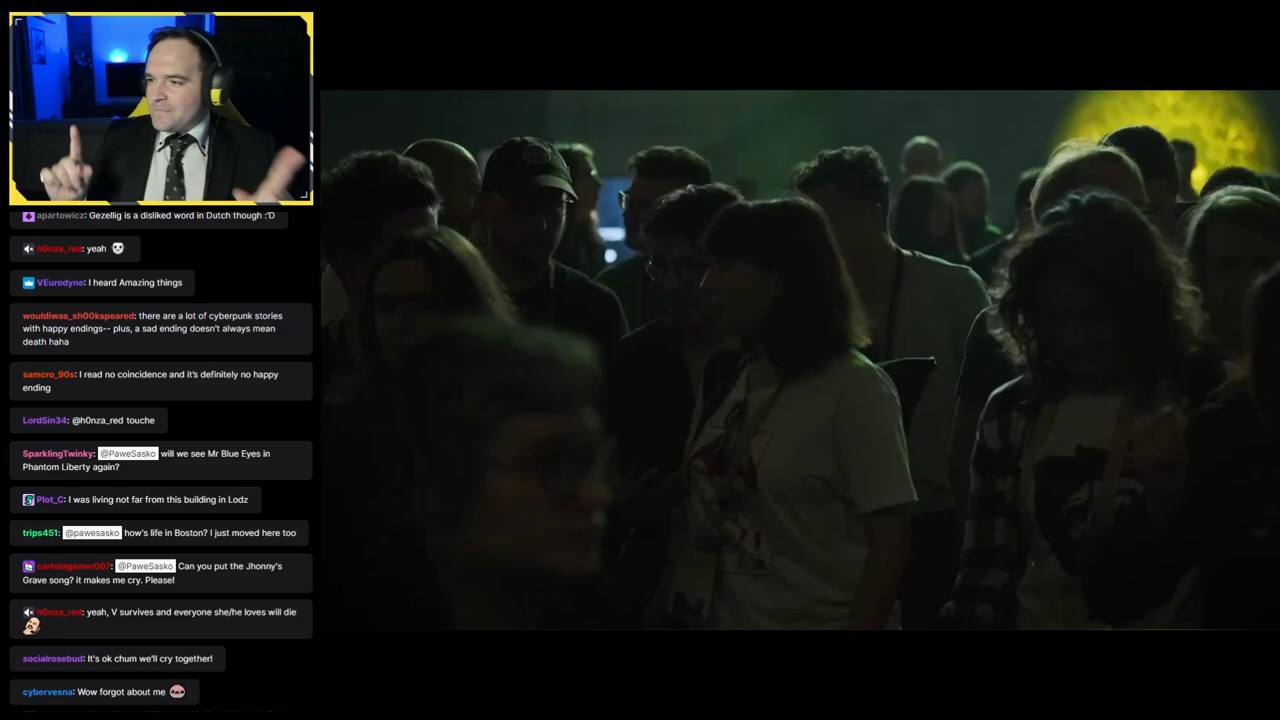 apartowicz: Gezellig is a disliked word in Dutch though :'D
h0nza_red: yeah
VEurodyne: I heard Amazing things
wouldiwas_sh00kspeared: there are a lot of cyberpunk stories
with happy endings-- plus, a sad ending doesn't always mean
death haha
samcro_90s: I read no coincidence and it's definitely no happy
ending
LordSin34: @h0nza_red touche
SparklingTwinky: @PaweSasko will we see Mr Blue Eyes in
Phantom Liberty again?
Plot_C: I was living not far from this building in Lodz
trips451: @pawesasko how's life in Boston? I just moved here too
cartolagamer007: @PaweSasko Can you put the Jhonny's
Grave song? it makes me cry. Please!
h0nza_red: yeah, V survives and everyone she/he loves will die
socialrosebud: It's ok chum we'll cry together!
cybervesna: Wow forgot about me